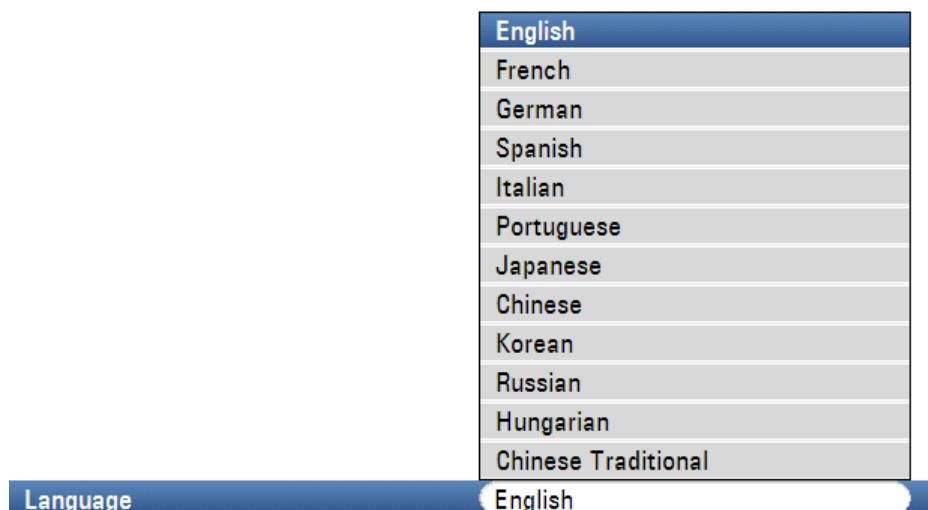 English
French
German
Spanish
Italian
Portuguese
Japanese
Chinese
Korean
Russian
Hungarian
Chinese Traditional
Language English